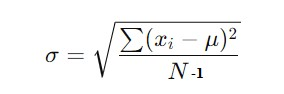 σ = √(∑(xᵢ − μ)² / N -1)